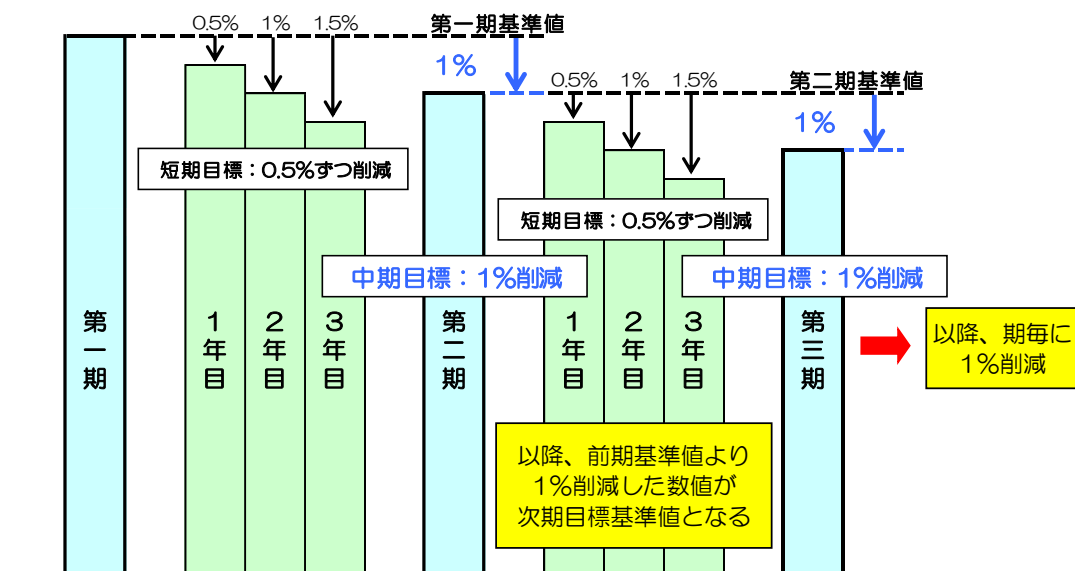 0.5%
1%
1.5%
第一期基準値
1%
0.5%
1%
1.5%
第二期基準値
1%
短期目標：0.5%ずつ削減
短期目標：0.5%ずつ削減
中期目標：1%削減
中期目標：1%削減
第一期
1年目
2年目
3年目
第二期
1年目
2年目
3年目
第三期
以降、期毎に
1%削減
以降、前期基準値より
1%削減した数値が
次期目標基準値となる